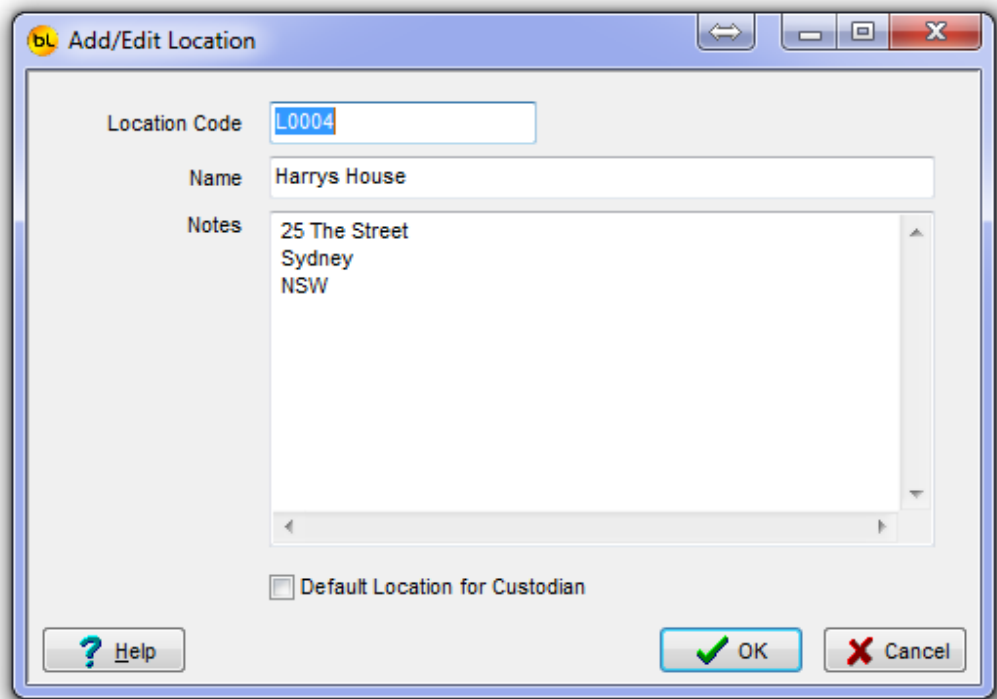 bL Add/Edit Location
Location Code L0004
Name Harrys House
Notes 25 The Street
Sydney
NSW
Default Location for Custodian
? Help OK Cancel